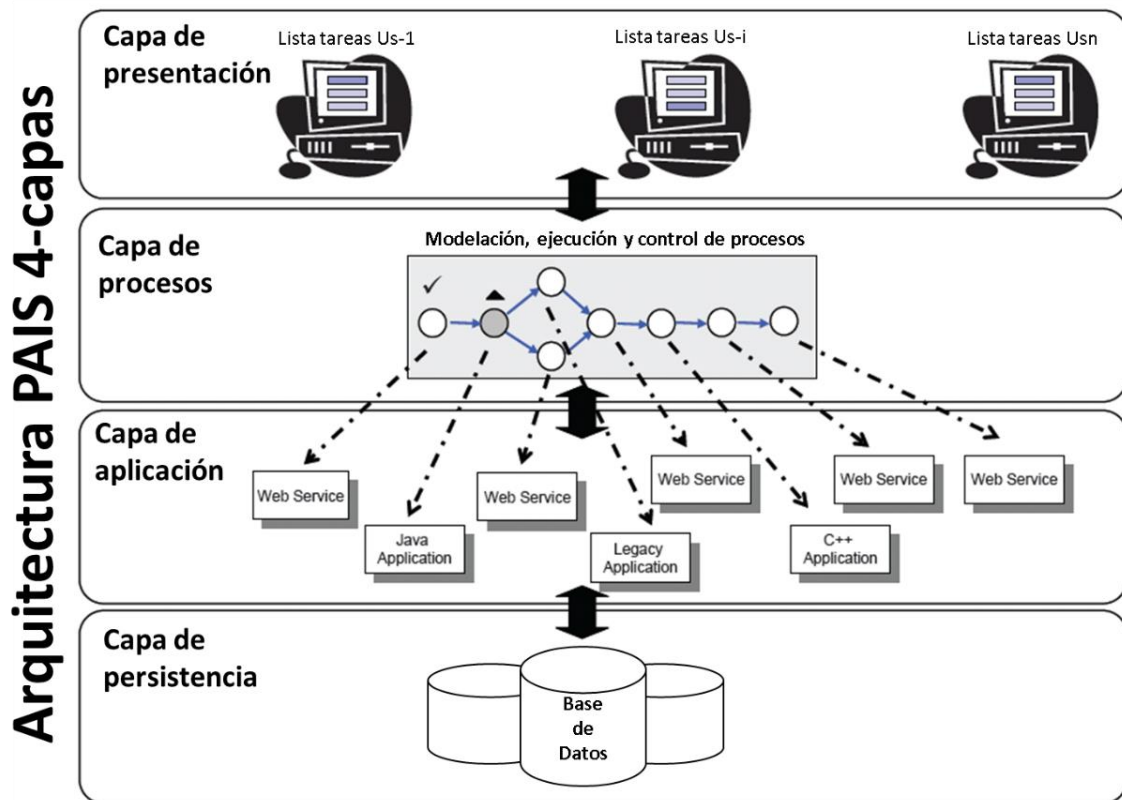 Arquitectura PAIS 4-capas
Capa de
presentación
Lista tareas Us-1
Lista tareas Us-i
Lista tareas Usn
Capa de
procesos
Modelación, ejecución y control de procesos
Capa de
aplicación
Web Service
Java
Application
Web Service
Legacy
Application
Web Service
C++
Application
Web Service
Web Service
Capa de
persistencia
Base
de
Datos